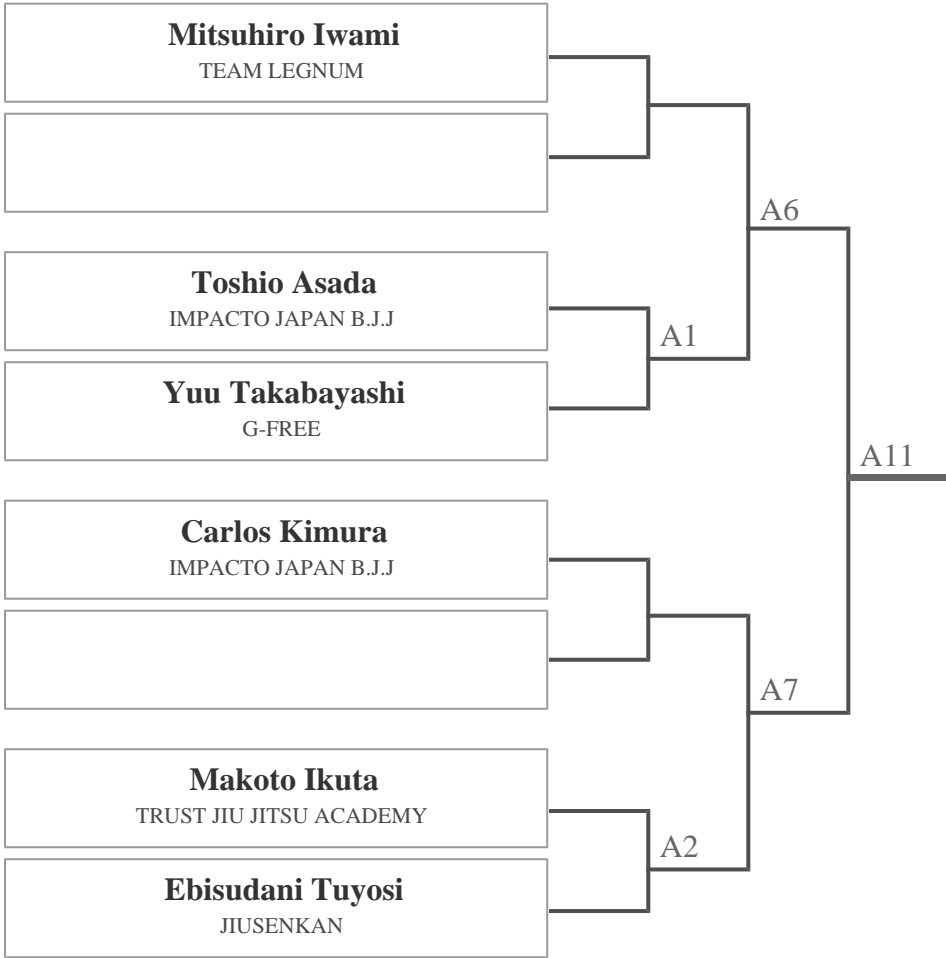 Mitsuhiro Iwami
TEAM LEGNUM
A6
Toshio Asada
IMPACTO JAPAN B.J.J
A1
Yuu Takabayashi
G-FREE
A11
Carlos Kimura
IMPACTO JAPAN B.J.J
A7
Makoto Ikuta
TRUST JIU JITSU ACADEMY
A2
Ebisudani Tuyosi
JIUSENKAN